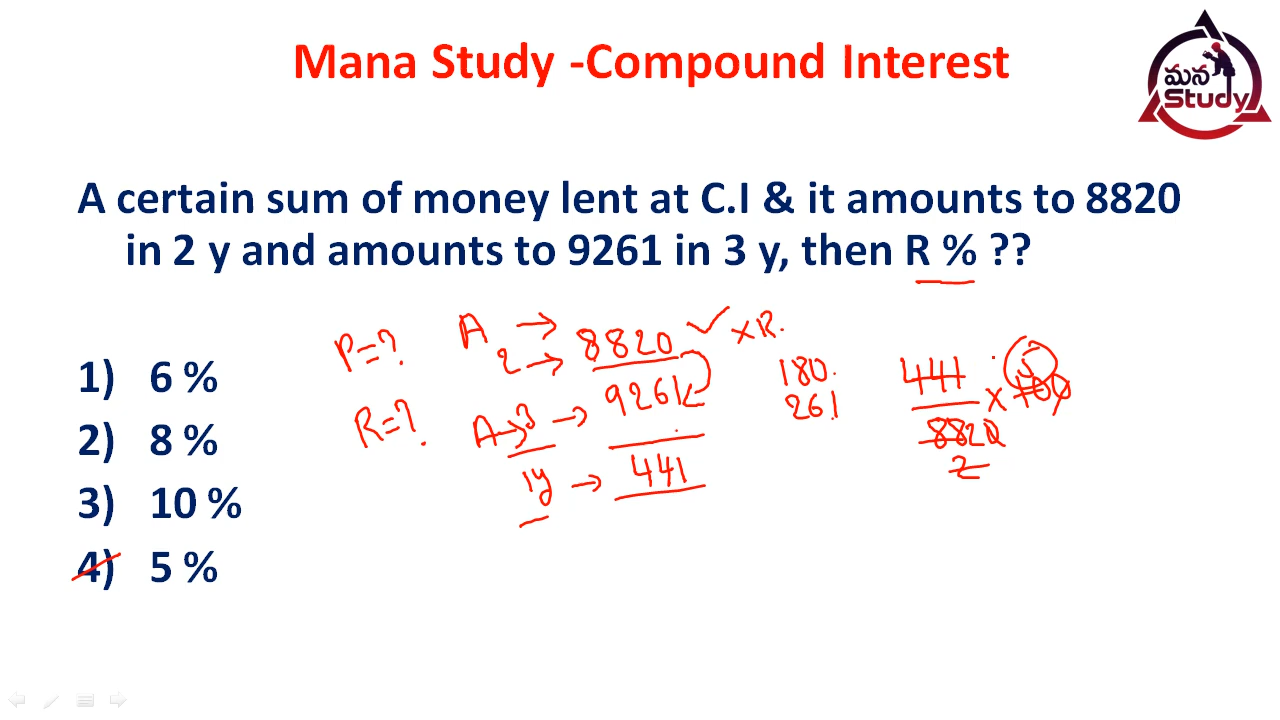 Mana Study -Compound Interest
మన
Study
A certain sum of money lent at C.I & it amounts to 8820
in 2 y and amounts to 9261 in 3 y, then R % ??
1) 6 %
2) 8 %
3) 10 %
4) 5 %
P=?
R=?
A → 8820 ✓ × R.
2 →
A → 3 → 9261
1y → 441
180.
261
441
8820 × 100
2
5